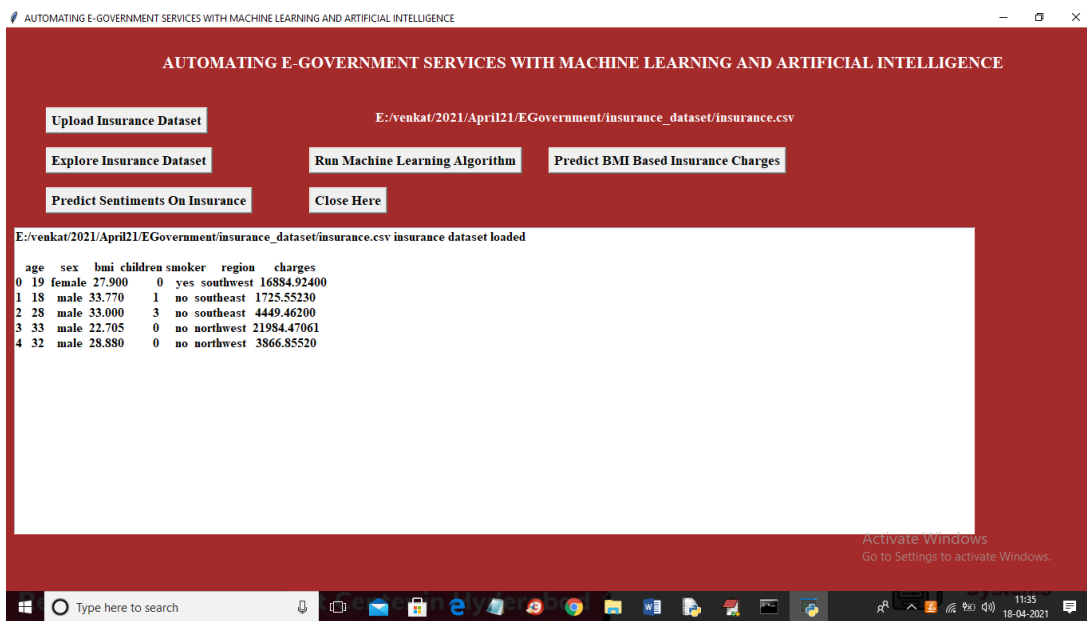 AUTOMATING E-GOVERNMENT SERVICES WITH MACHINE LEARNING AND ARTIFICIAL INTELLIGENCE
AUTOMATING E-GOVERNMENT SERVICES WITH MACHINE LEARNING AND ARTIFICIAL INTELLIGENCE
Upload Insurance Dataset
E:/venkat/2021/April21/EGovernment/insurance_dataset/insurance.csv
Explore Insurance Dataset
Run Machine Learning Algorithm
Predict BMI Based Insurance Charges
Predict Sentiments On Insurance
Close Here
E:/venkat/2021/April21/EGovernment/insurance_dataset/insurance.csv insurance dataset loaded
age sex bmi children smoker region charges
0 19 female 27.900 0 yes southwest 16884.92400
1 18 male 33.770 1 no southeast 1725.55230
2 28 male 33.000 3 no southeast 4449.46200
3 33 male 22.705 0 no northwest 21984.47061
4 32 male 28.880 0 no northwest 3866.85520
Activate Windows
Go to Settings to activate Windows.
Type here to search
11:35
18-04-2021